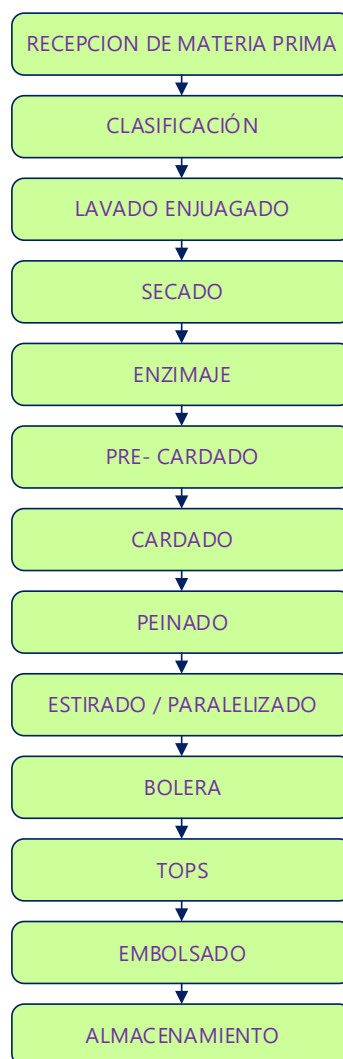 RECEPCION DE MATERIA PRIMA
CLASIFICACIÓN
LAVADO ENJUAGADO
SECADO
ENZIMAJE
PRE- CARDADO
CARDADO
PEINADO
ESTIRADO / PARALELIZADO
BOLERA
TOPS
EMBOLSADO
ALMACENAMIENTO